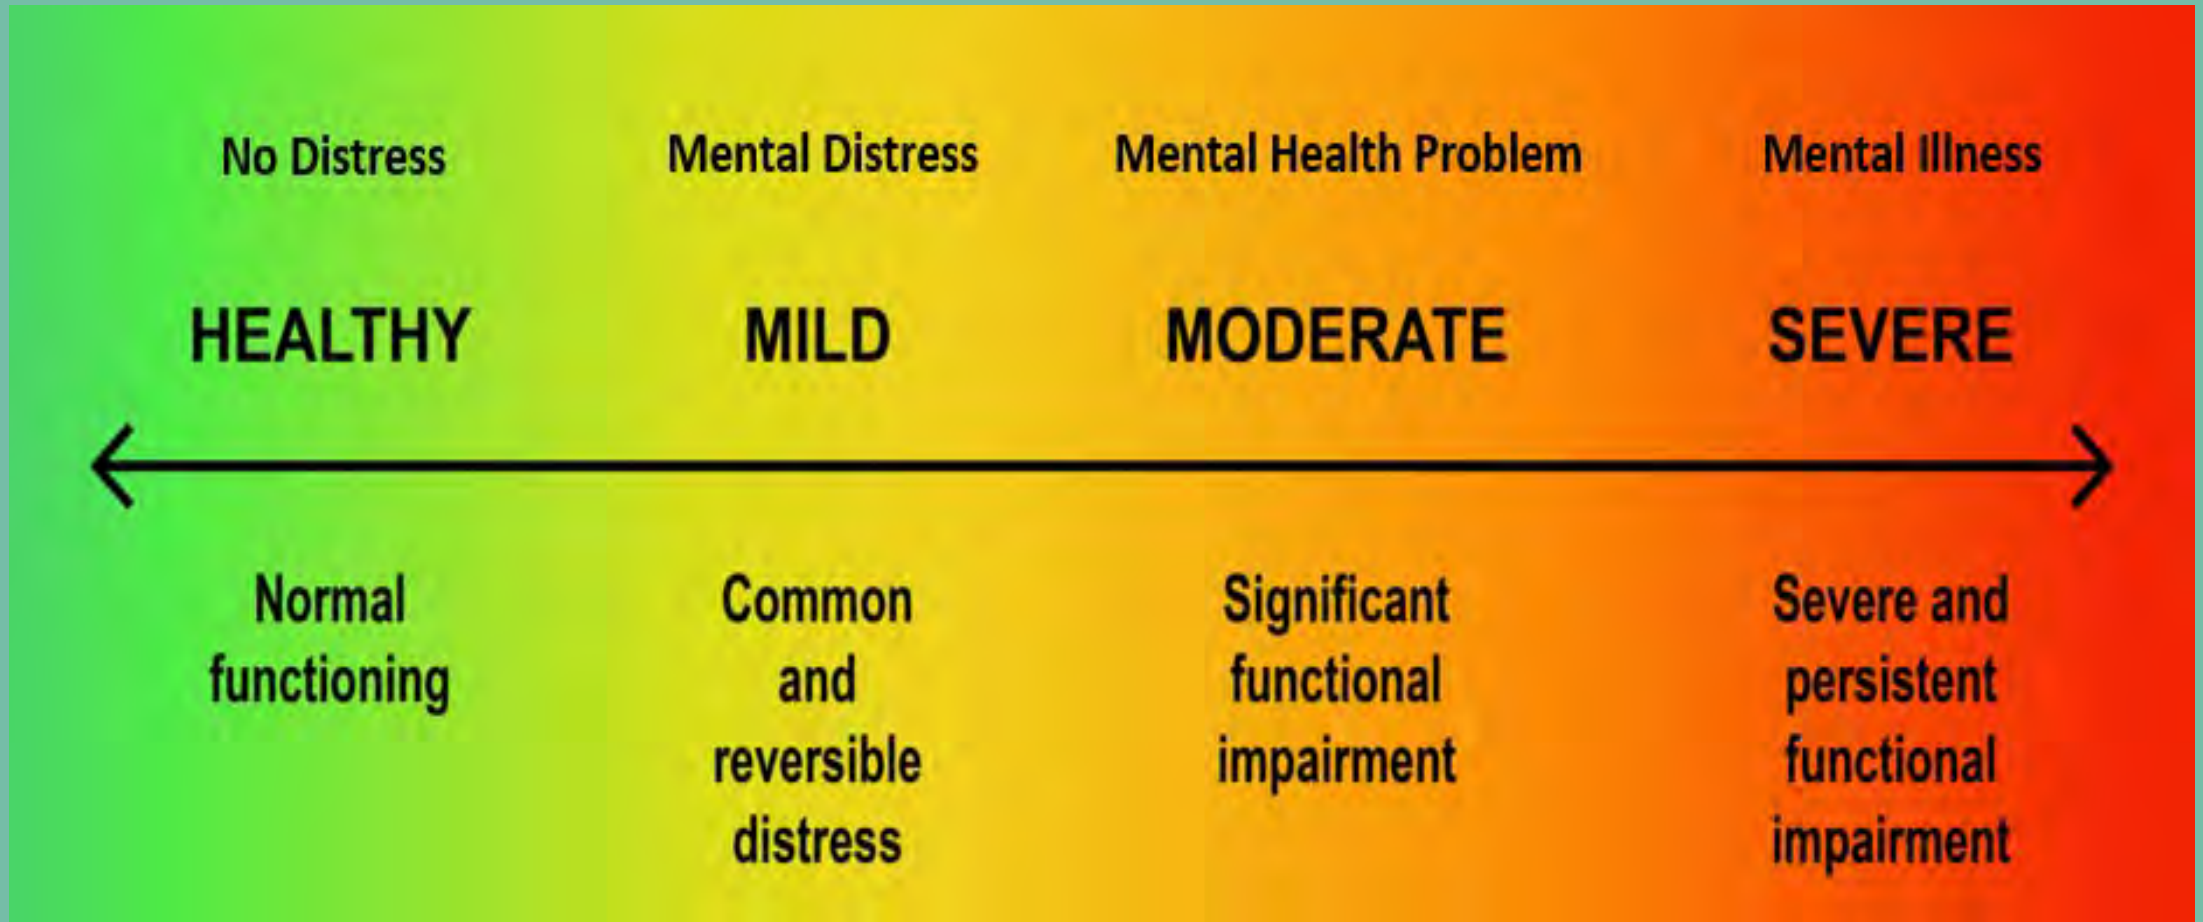 No Distress Mental Distress Mental Health Problem Mental Illness
HEALTHY MILD MODERATE SEVERE
Normal
functioning
Common
and
reversible
distress
Significant
functional
impairment
Severe and
persistent
functional
impairment